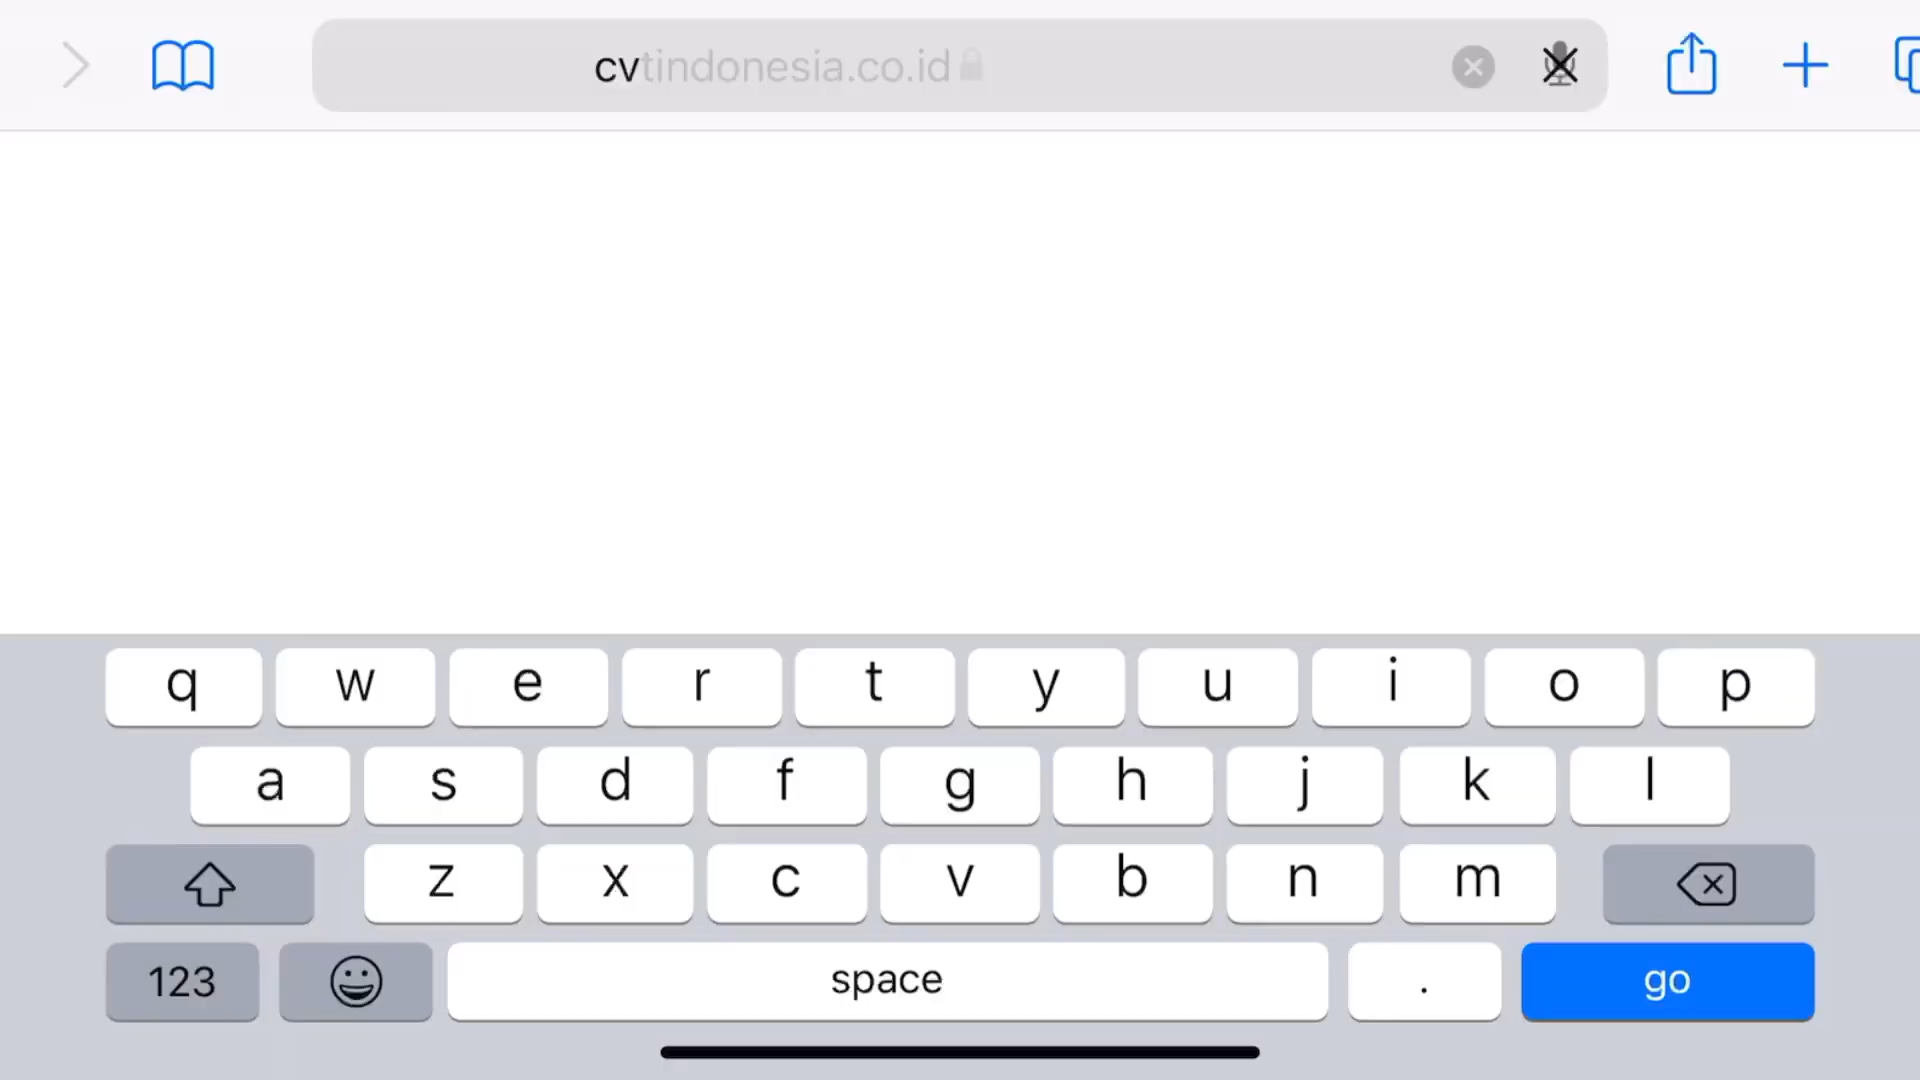 cvtindonesia.co.id
q w e r t y u i o p
a s d f g h j k l
z x c v b n m
123 space . go